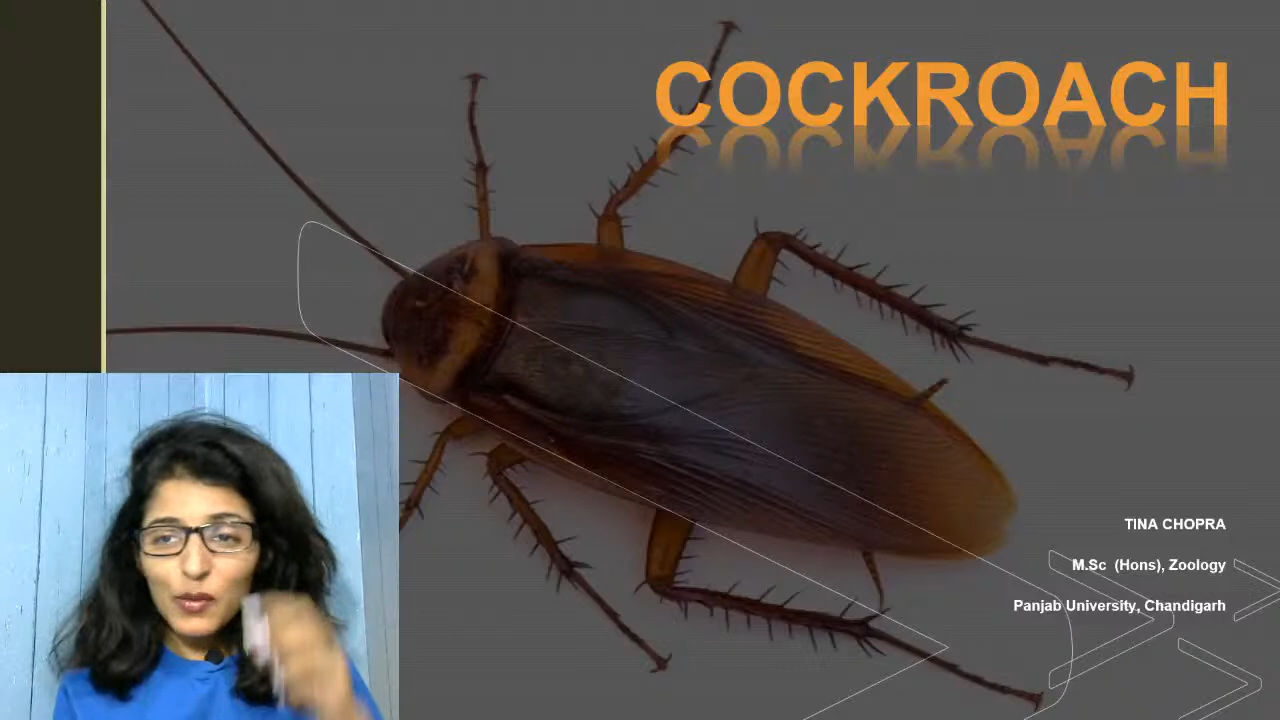 COCKROACH
TINA CHOPRA
M.Sc (Hons), Zoology
Panjab University, Chandigarh